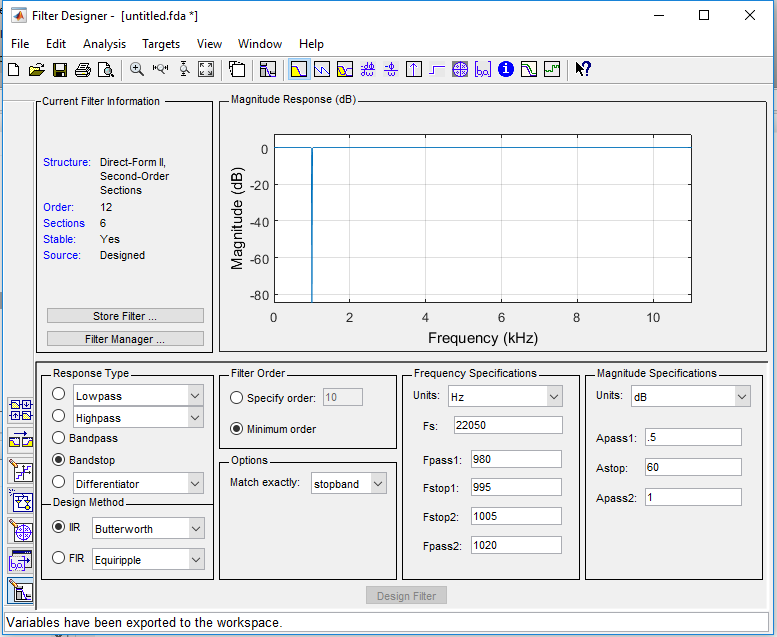 Filter Designer - [untitled.fda *]
File Edit Analysis Targets View Window Help
Current Filter Information
Structure: Direct-Form II,
Second-Order
Sections
Order: 12
Sections 6
Stable: Yes
Source: Designed
Store Filter ...
Filter Manager ...
Magnitude Response (dB)
0
-20
-40
-60
-80
Magnitude (dB)
0 2 4 6 8 10
Frequency (kHz)
Response Type
Lowpass
Highpass
Bandpass
Bandstop
Differentiator
Design Method
IIR Butterworth
FIR Equiripple
Filter Order
Specify order: 10
Minimum order
Options
Match exactly: stopband
Frequency Specifications
Units: Hz
Fs: 22050
Fpass1: 980
Fstop1: 995
Fstop2: 1005
Fpass2: 1020
Magnitude Specifications
Units: dB
Apass1: .5
Astop: 60
Apass2: 1
Design Filter
Variables have been exported to the workspace.